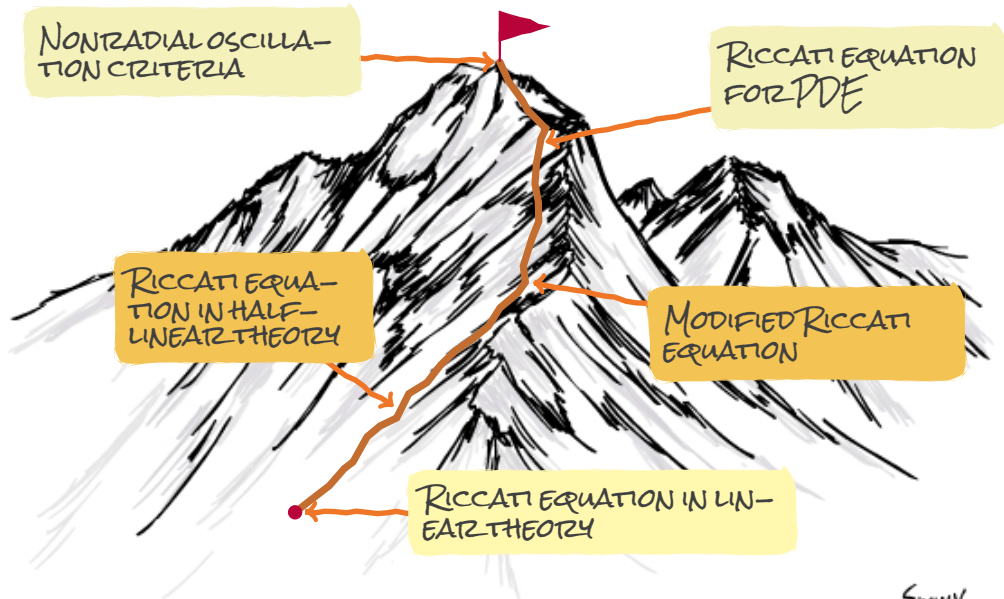 NONRADIAL OSCILLA-
TION CRITERIA
RICCATI EQUATION
FOR PDE
RICCATI EQUA-
TION IN HALF-
LINEAR THEORY
MODIFIED RICCATI
EQUATION
RICCATI EQUATION IN LIN-
EAR THEORY